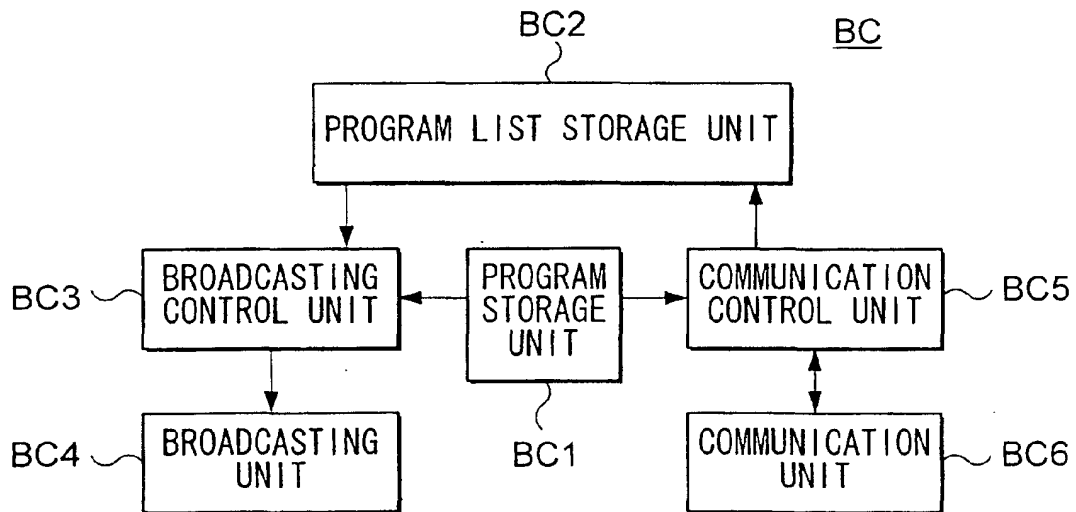 BC2
BC
PROGRAM LIST STORAGE UNIT
BC3
BROADCASTING
CONTROL UNIT
PROGRAM
STORAGE
UNIT
COMMUNICATION
CONTROL UNIT
BC5
BC4
BROADCASTING
UNIT
BC1
COMMUNICATION
UNIT
BC6